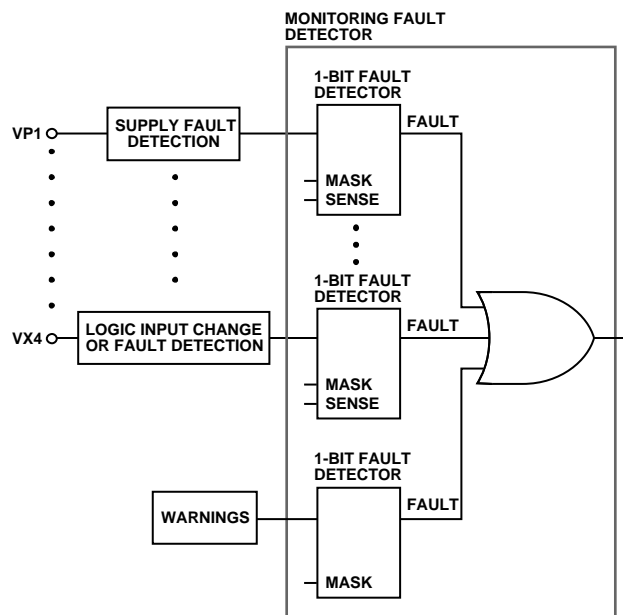 MONITORING FAULT
DETECTOR
1-BIT FAULT
DETECTOR
FAULT
VP1
SUPPLY FAULT
DETECTION
MASK
SENSE
1-BIT FAULT
DETECTOR
FAULT
VX4
LOGIC INPUT CHANGE
OR FAULT DETECTION
MASK
SENSE
1-BIT FAULT
DETECTOR
FAULT
WARNINGS
MASK